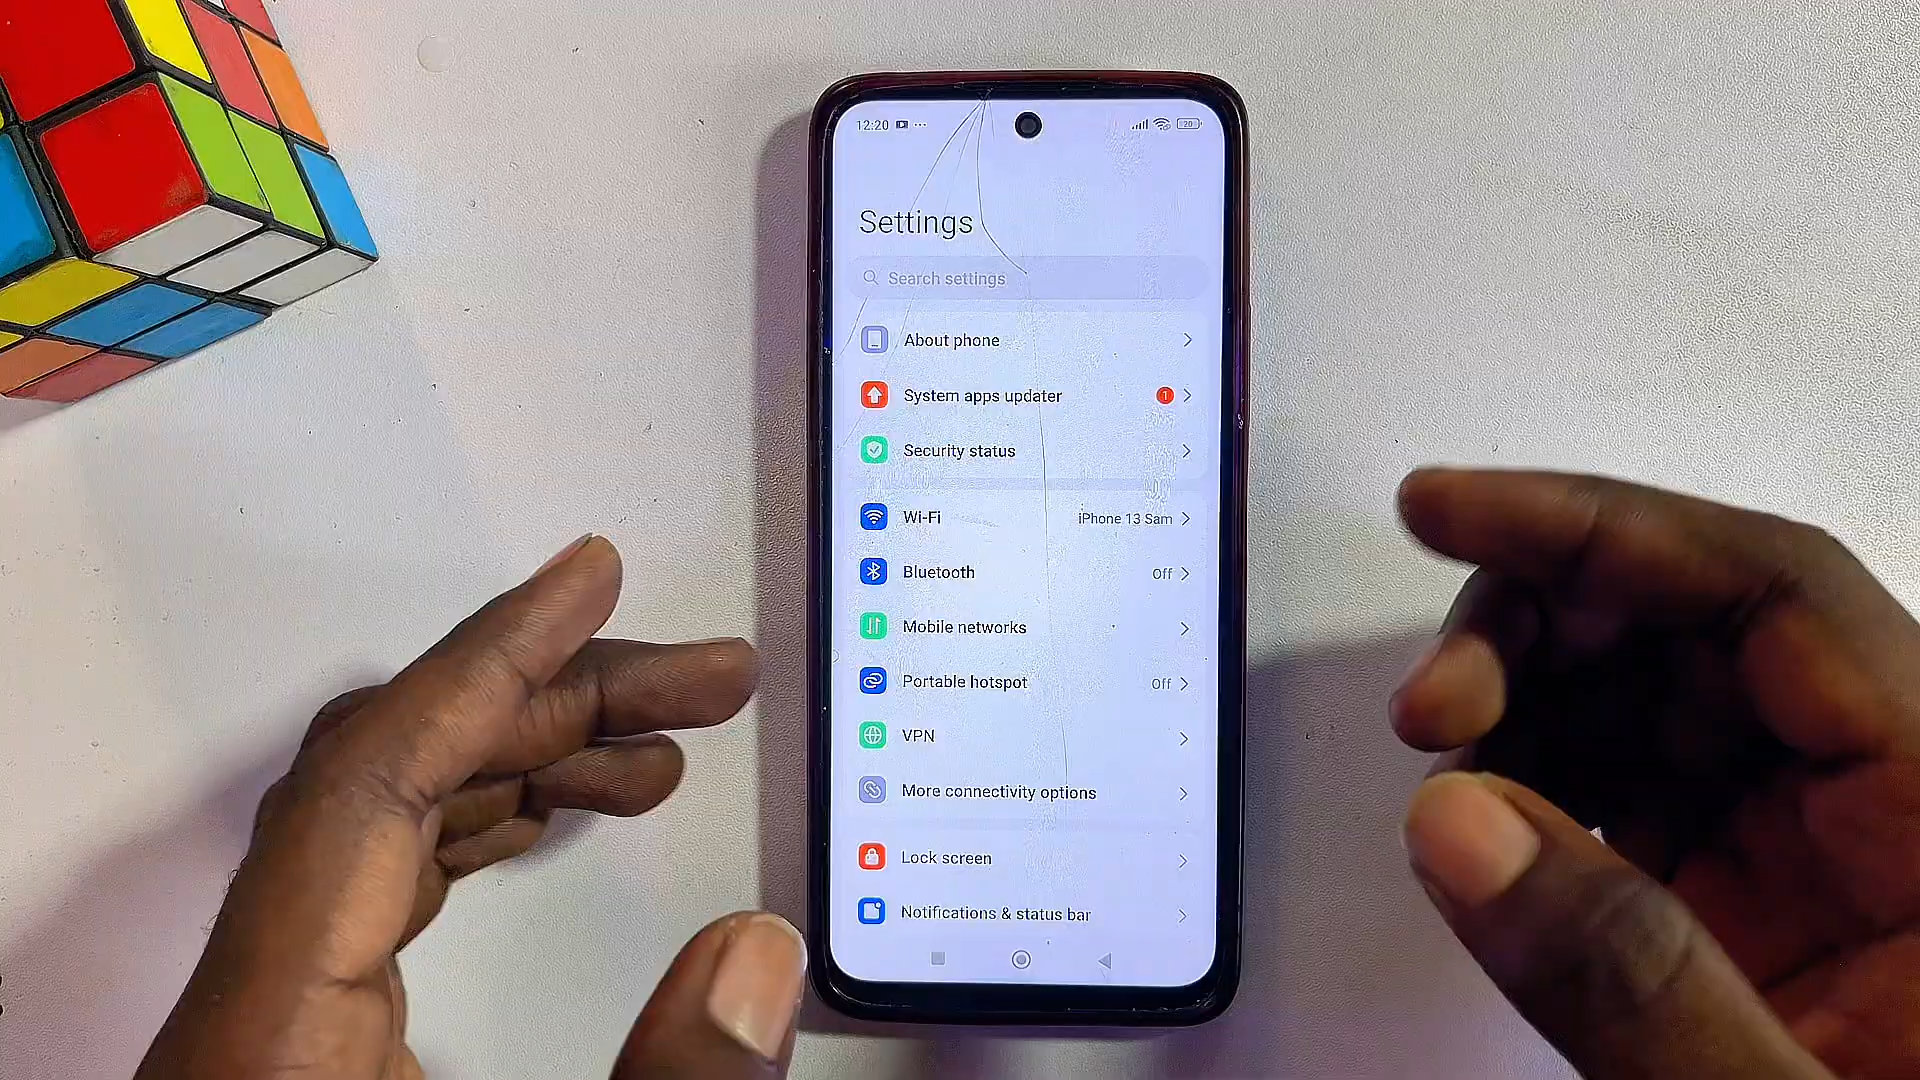 12:20
20
Settings
Search settings
About phone
System apps updater 1
Security status
Wi-Fi iPhone 13 Sam
Bluetooth Off
Mobile networks
Portable hotspot Off
VPN
More connectivity options
Lock screen
Notifications & status bar